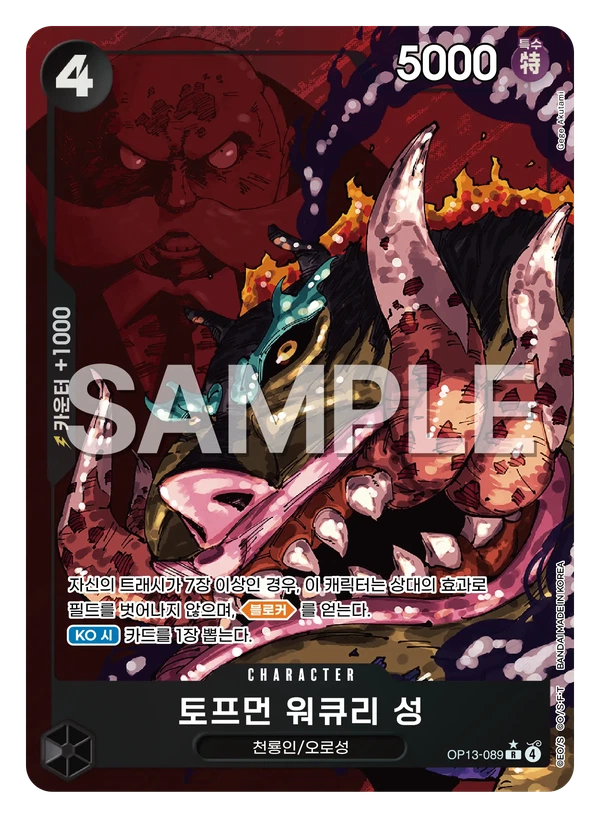 4
5000
특수
特
Gege Akutami
카운터 +1000
SAMPLE
자신의 트래시가 7장 이상인 경우, 이 캐릭터는 상대의 효과로
필드를 벗어나지 않으며, 블로커 를 얻는다.
KO 시 카드를 1장 뽑는다.
CHARACTER
토프먼 워큐리 성
천룡인/오로성
OP13-089 R 4
©EO/S ©O/S·F·T BANDAI MADE IN KOREA